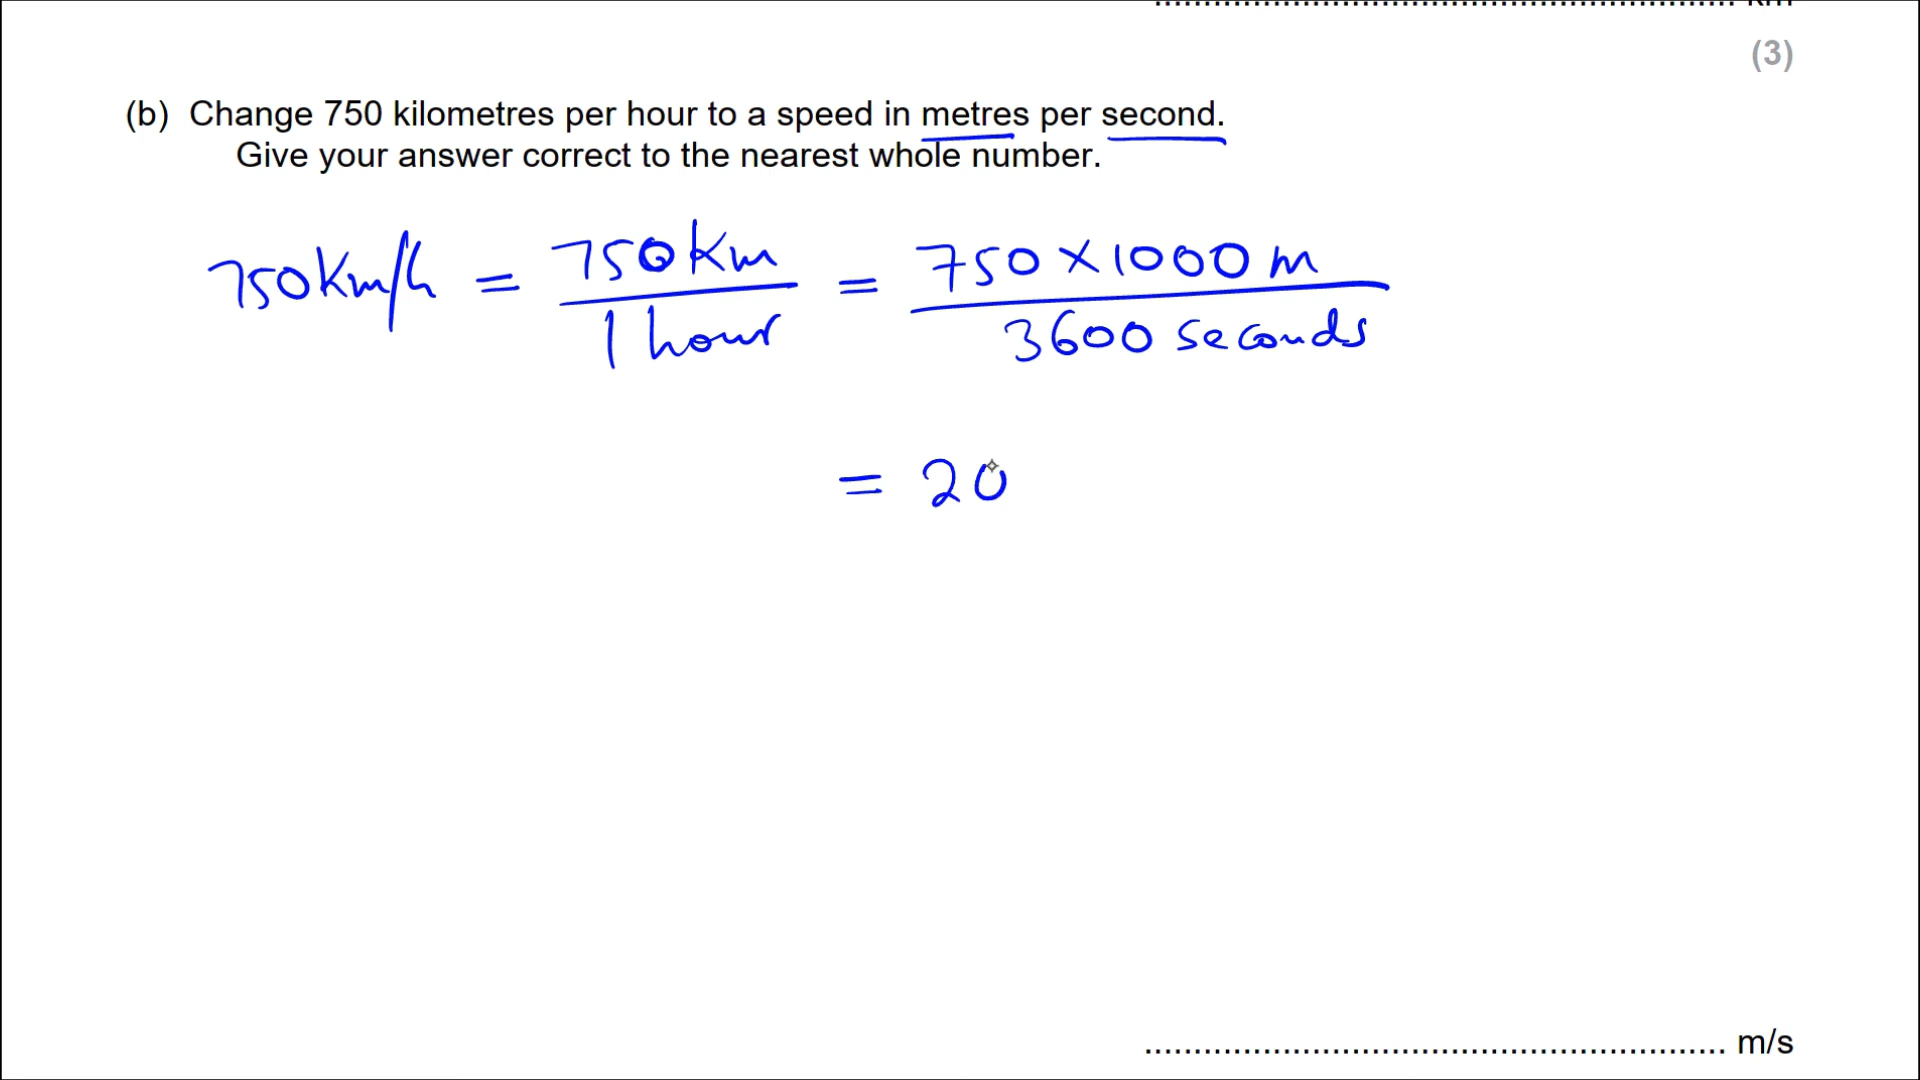 (3)
(b) Change 750 kilometres per hour to a speed in metres per second.
Give your answer correct to the nearest whole number.
750km/h = 750km / 1 hour = 750 × 1000 m / 3600 seconds
= 20
m/s